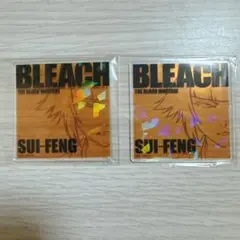 BLEACH
THE BLOOD WARFARE
SUI-FENG
BLEACH
THE BLOOD WARFARE
SUI-FENG